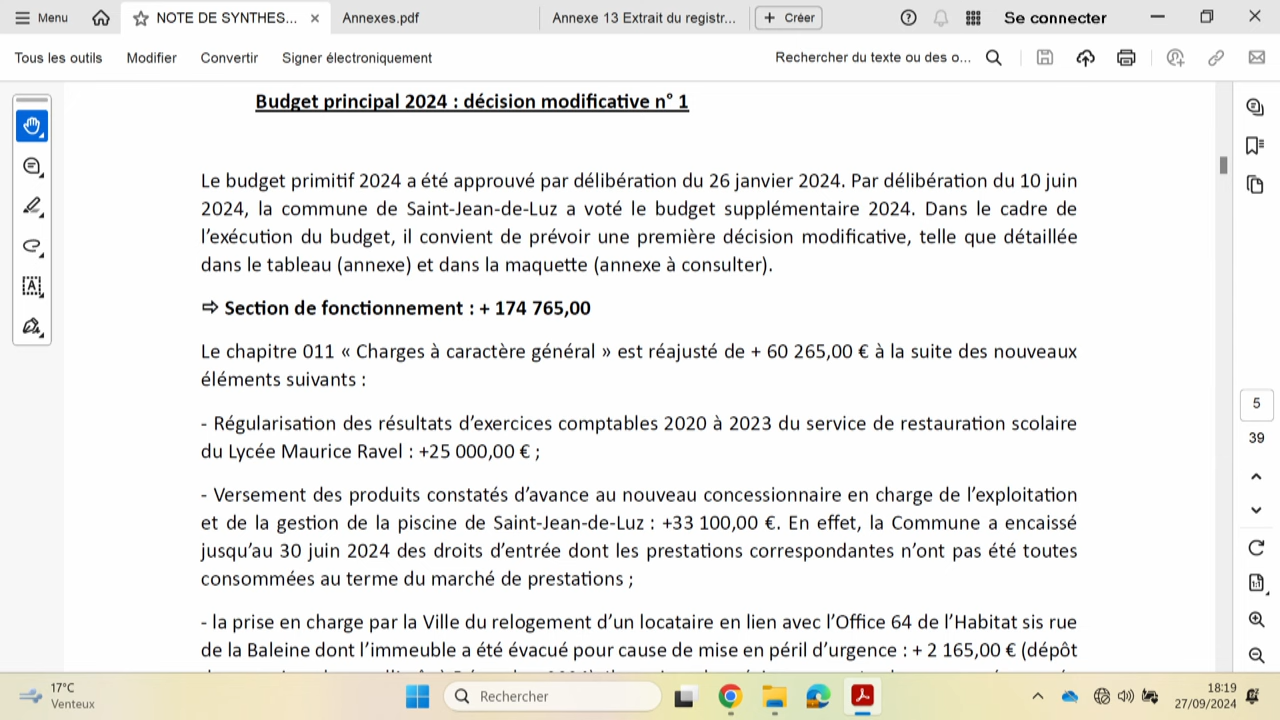 Menu
NOTE DE SYNTHES...
Annexes.pdf
Annexe 13 Extrait du registr...
Créer
Se connecter
Tous les outils
Modifier
Convertir
Signer électroniquement
Rechercher du texte ou des o...
Budget principal 2024 : décision modificative n° 1
Le budget primitif 2024 a été approuvé par délibération du 26 janvier 2024. Par délibération du 10 juin
2024, la commune de Saint-Jean-de-Luz a voté le budget supplémentaire 2024. Dans le cadre de
l'exécution du budget, il convient de prévoir une première décision modificative, telle que détaillée
dans le tableau (annexe) et dans la maquette (annexe à consulter).
⇨ Section de fonctionnement : + 174 765,00
Le chapitre 011 « Charges à caractère général » est réajusté de + 60 265,00 € à la suite des nouveaux
éléments suivants :
- Régularisation des résultats d'exercices comptables 2020 à 2023 du service de restauration scolaire
du Lycée Maurice Ravel : +25 000,00 € ;
- Versement des produits constatés d'avance au nouveau concessionnaire en charge de l'exploitation
et de la gestion de la piscine de Saint-Jean-de-Luz : +33 100,00 €. En effet, la Commune a encaissé
jusqu'au 30 juin 2024 des droits d'entrée dont les prestations correspondantes n'ont pas été toutes
consommées au terme du marché de prestations ;
- la prise en charge par la Ville du relogement d'un locataire en lien avec l'Office 64 de l'Habitat sis rue
de la Baleine dont l'immeuble a été évacué pour cause de mise en péril d'urgence : + 2 165,00 € (dépôt
5
39
17°C
Venteux
Rechercher
18:19
27/09/2024